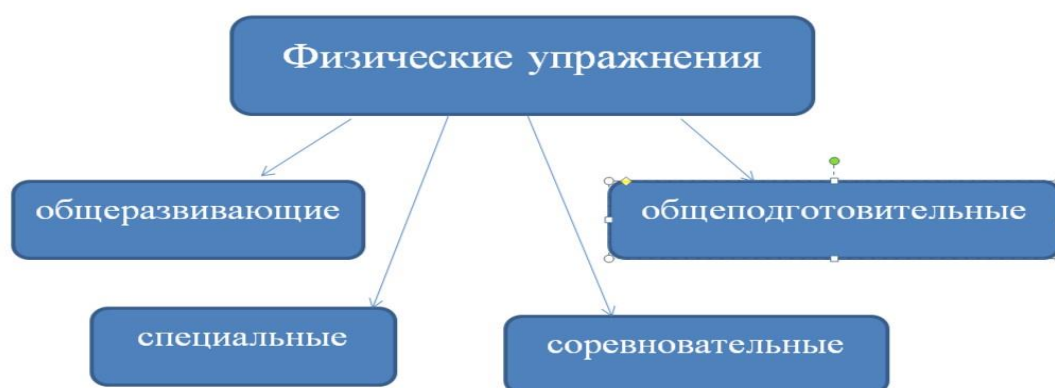 Физические упражнения
общеразвивающие
общеподготовительные
специальные
соревновательные